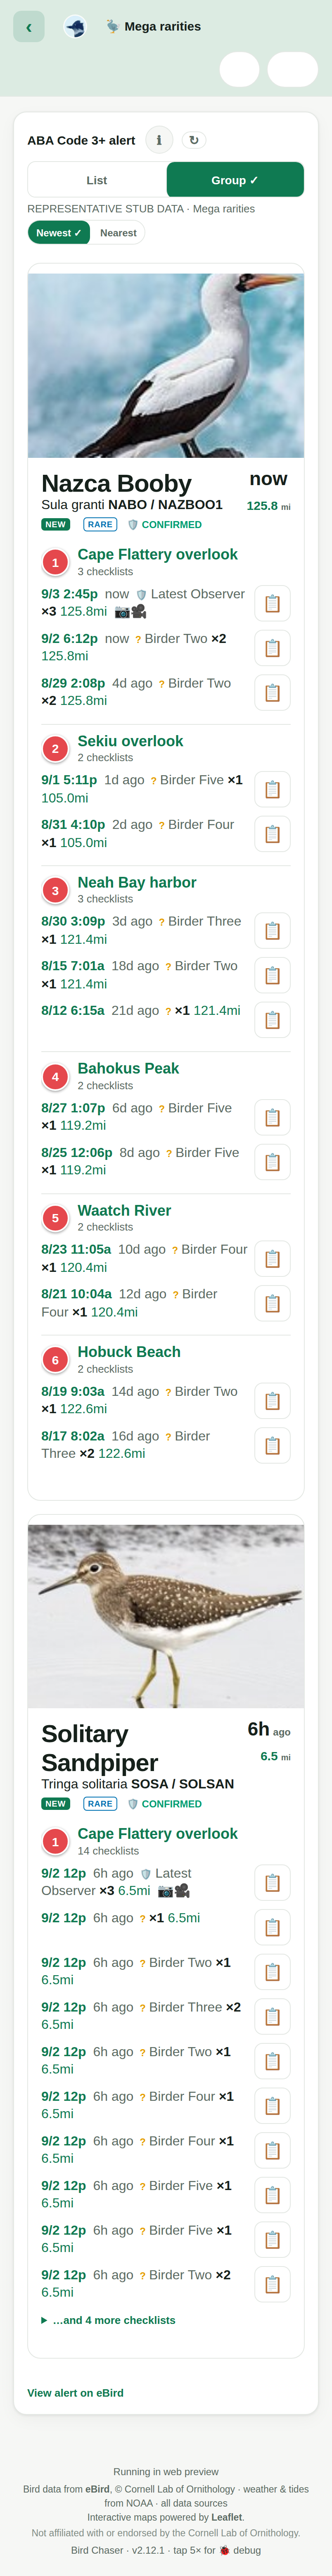 ‹ 🦤 Mega rarities
ABA Code 3+ alert ℹ ↻
List Group ✓
REPRESENTATIVE STUB DATA · Mega rarities
Newest ✓ Nearest
Nazca Booby now
Sula granti NABO / NAZBOO1 125.8 mi
NEW RARE 🛡️ CONFIRMED
1 Cape Flattery overlook
3 checklists
9/3 2:45p now 🛡️ Latest Observer
×3 125.8mi 📷🎥
9/2 6:12p now ? Birder Two ×2
125.8mi
8/29 2:08p 4d ago ? Birder Two
×2 125.8mi
2 Sekiu overlook
2 checklists
9/1 5:11p 1d ago ? Birder Five ×1
105.0mi
8/31 4:10p 2d ago ? Birder Four
×1 105.0mi
3 Neah Bay harbor
3 checklists
8/30 3:09p 3d ago ? Birder Three
×1 121.4mi
8/15 7:01a 18d ago ? Birder Two
×1 121.4mi
8/12 6:15a 21d ago ? ×1 121.4mi
4 Bahokus Peak
2 checklists
8/27 1:07p 6d ago ? Birder Five
×1 119.2mi
8/25 12:06p 8d ago ? Birder Five
×1 119.2mi
5 Waatch River
2 checklists
8/23 11:05a 10d ago ? Birder Four
×1 120.4mi
8/21 10:04a 12d ago ? Birder
Four ×1 120.4mi
6 Hobuck Beach
2 checklists
8/19 9:03a 14d ago ? Birder Two
×1 122.6mi
8/17 8:02a 16d ago ? Birder
Three ×2 122.6mi
Solitary 6h ago
Sandpiper 6.5 mi
Tringa solitaria SOSA / SOLSAN
NEW RARE 🛡️ CONFIRMED
1 Cape Flattery overlook
14 checklists
9/2 12p 6h ago 🛡️ Latest
Observer ×3 6.5mi 📷🎥
9/2 12p 6h ago ? ×1 6.5mi
9/2 12p 6h ago ? Birder Two ×1
6.5mi
9/2 12p 6h ago ? Birder Three ×2
6.5mi
9/2 12p 6h ago ? Birder Two ×1
6.5mi
9/2 12p 6h ago ? Birder Four ×1
6.5mi
9/2 12p 6h ago ? Birder Four ×1
6.5mi
9/2 12p 6h ago ? Birder Five ×1
6.5mi
9/2 12p 6h ago ? Birder Five ×1
6.5mi
9/2 12p 6h ago ? Birder Two ×2
6.5mi
▶ …and 4 more checklists
View alert on eBird
Running in web preview
Bird data from eBird, © Cornell Lab of Ornithology · weather & tides
from NOAA · all data sources
Interactive maps powered by Leaflet.
Not affiliated with or endorsed by the Cornell Lab of Ornithology.
Bird Chaser · v2.12.1 · tap 5× for 🐞 debug